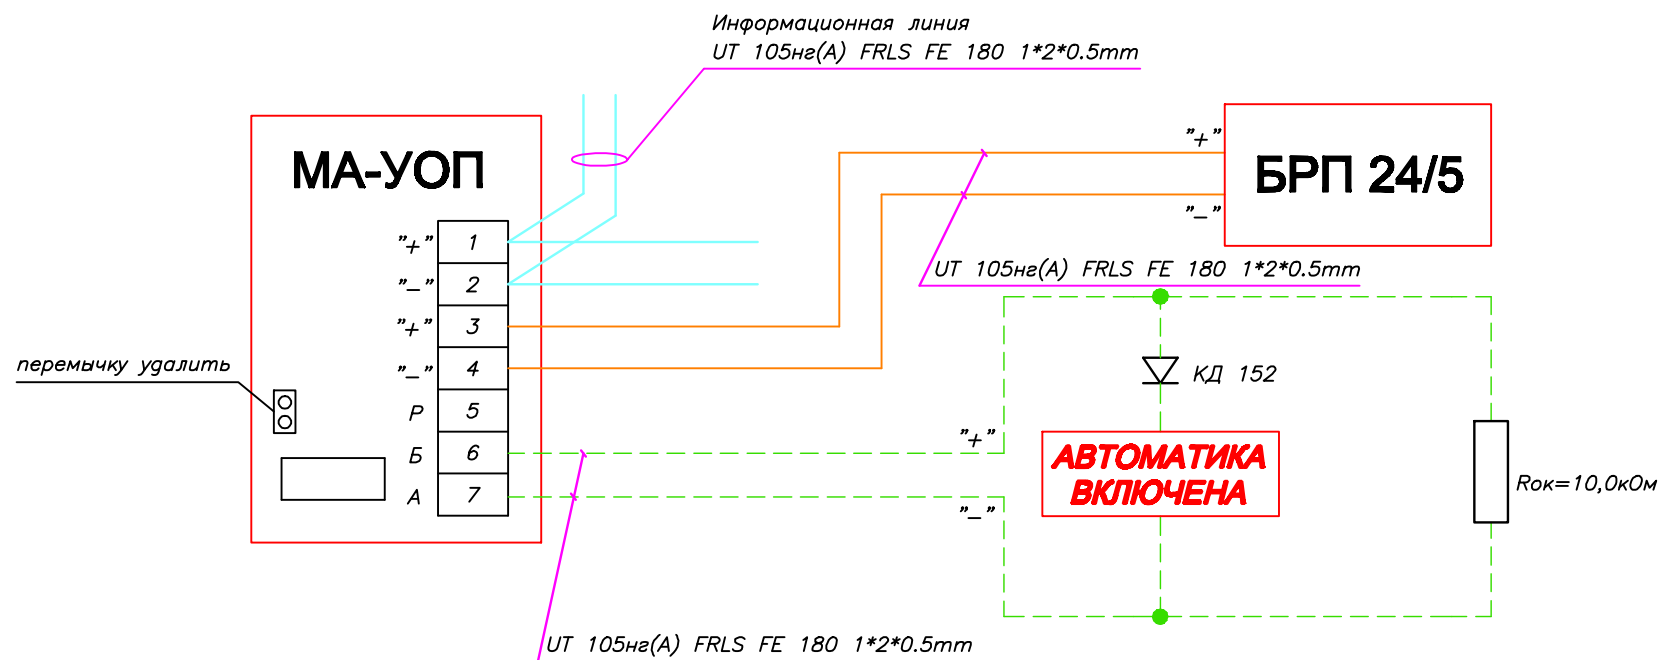 Информационная линия
UT 105нг(А) FRLS FE 180 1*2*0.5mm
МА-УОП
"+" 1
"–" 2
"+" 3
"–" 4
Р 5
Б 6
А 7
перемычку удалить
"+"
"–"
БРП 24/5
UT 105нг(А) FRLS FE 180 1*2*0.5mm
КД 152
"+"
"–"
АВТОМАТИКА
ВКЛЮЧЕНА
Rок=10,0кОм
UT 105нг(А) FRLS FE 180 1*2*0.5mm